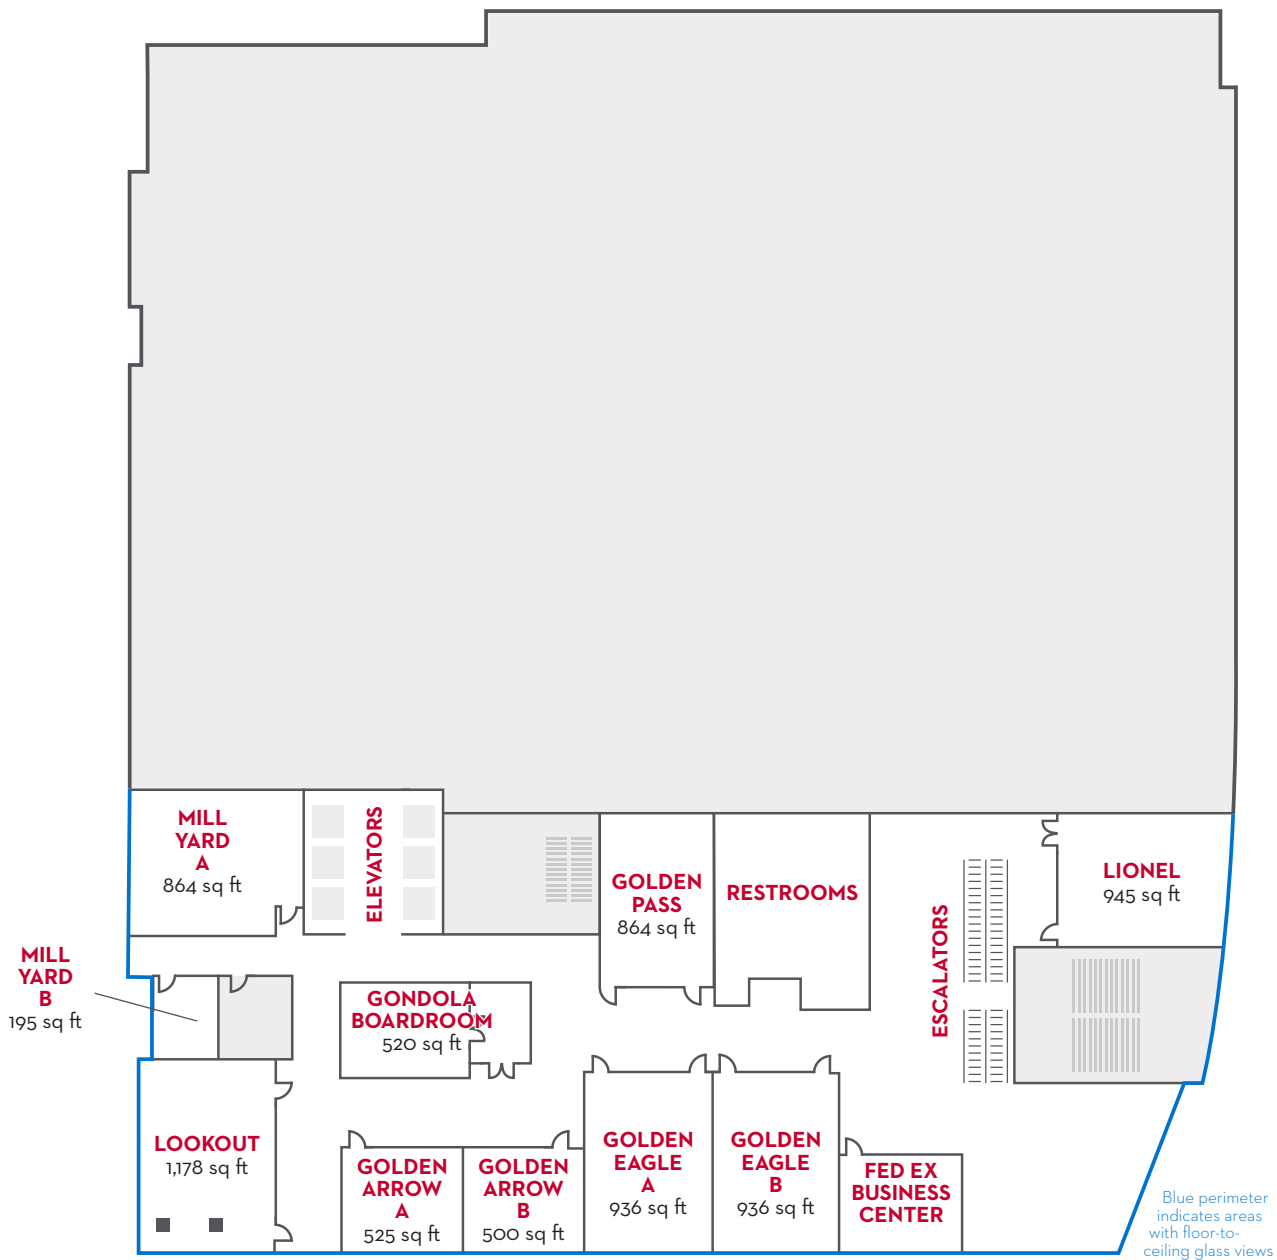 MILL
YARD
A
864 sq ft
ELEVATORS
GOLDEN
PASS
864 sq ft
RESTROOMS
ESCALATORS
LIONEL
945 sq ft
MILL
YARD
B
195 sq ft
GONDOLA
BOARDROOM
520 sq ft
LOOKOUT
1,178 sq ft
GOLDEN
ARROW
A
525 sq ft
GOLDEN
ARROW
B
500 sq ft
GOLDEN
EAGLE
A
936 sq ft
GOLDEN
EAGLE
B
936 sq ft
FED EX
BUSINESS
CENTER
Blue perimeter
indicates areas
with floor-to-
ceiling glass views